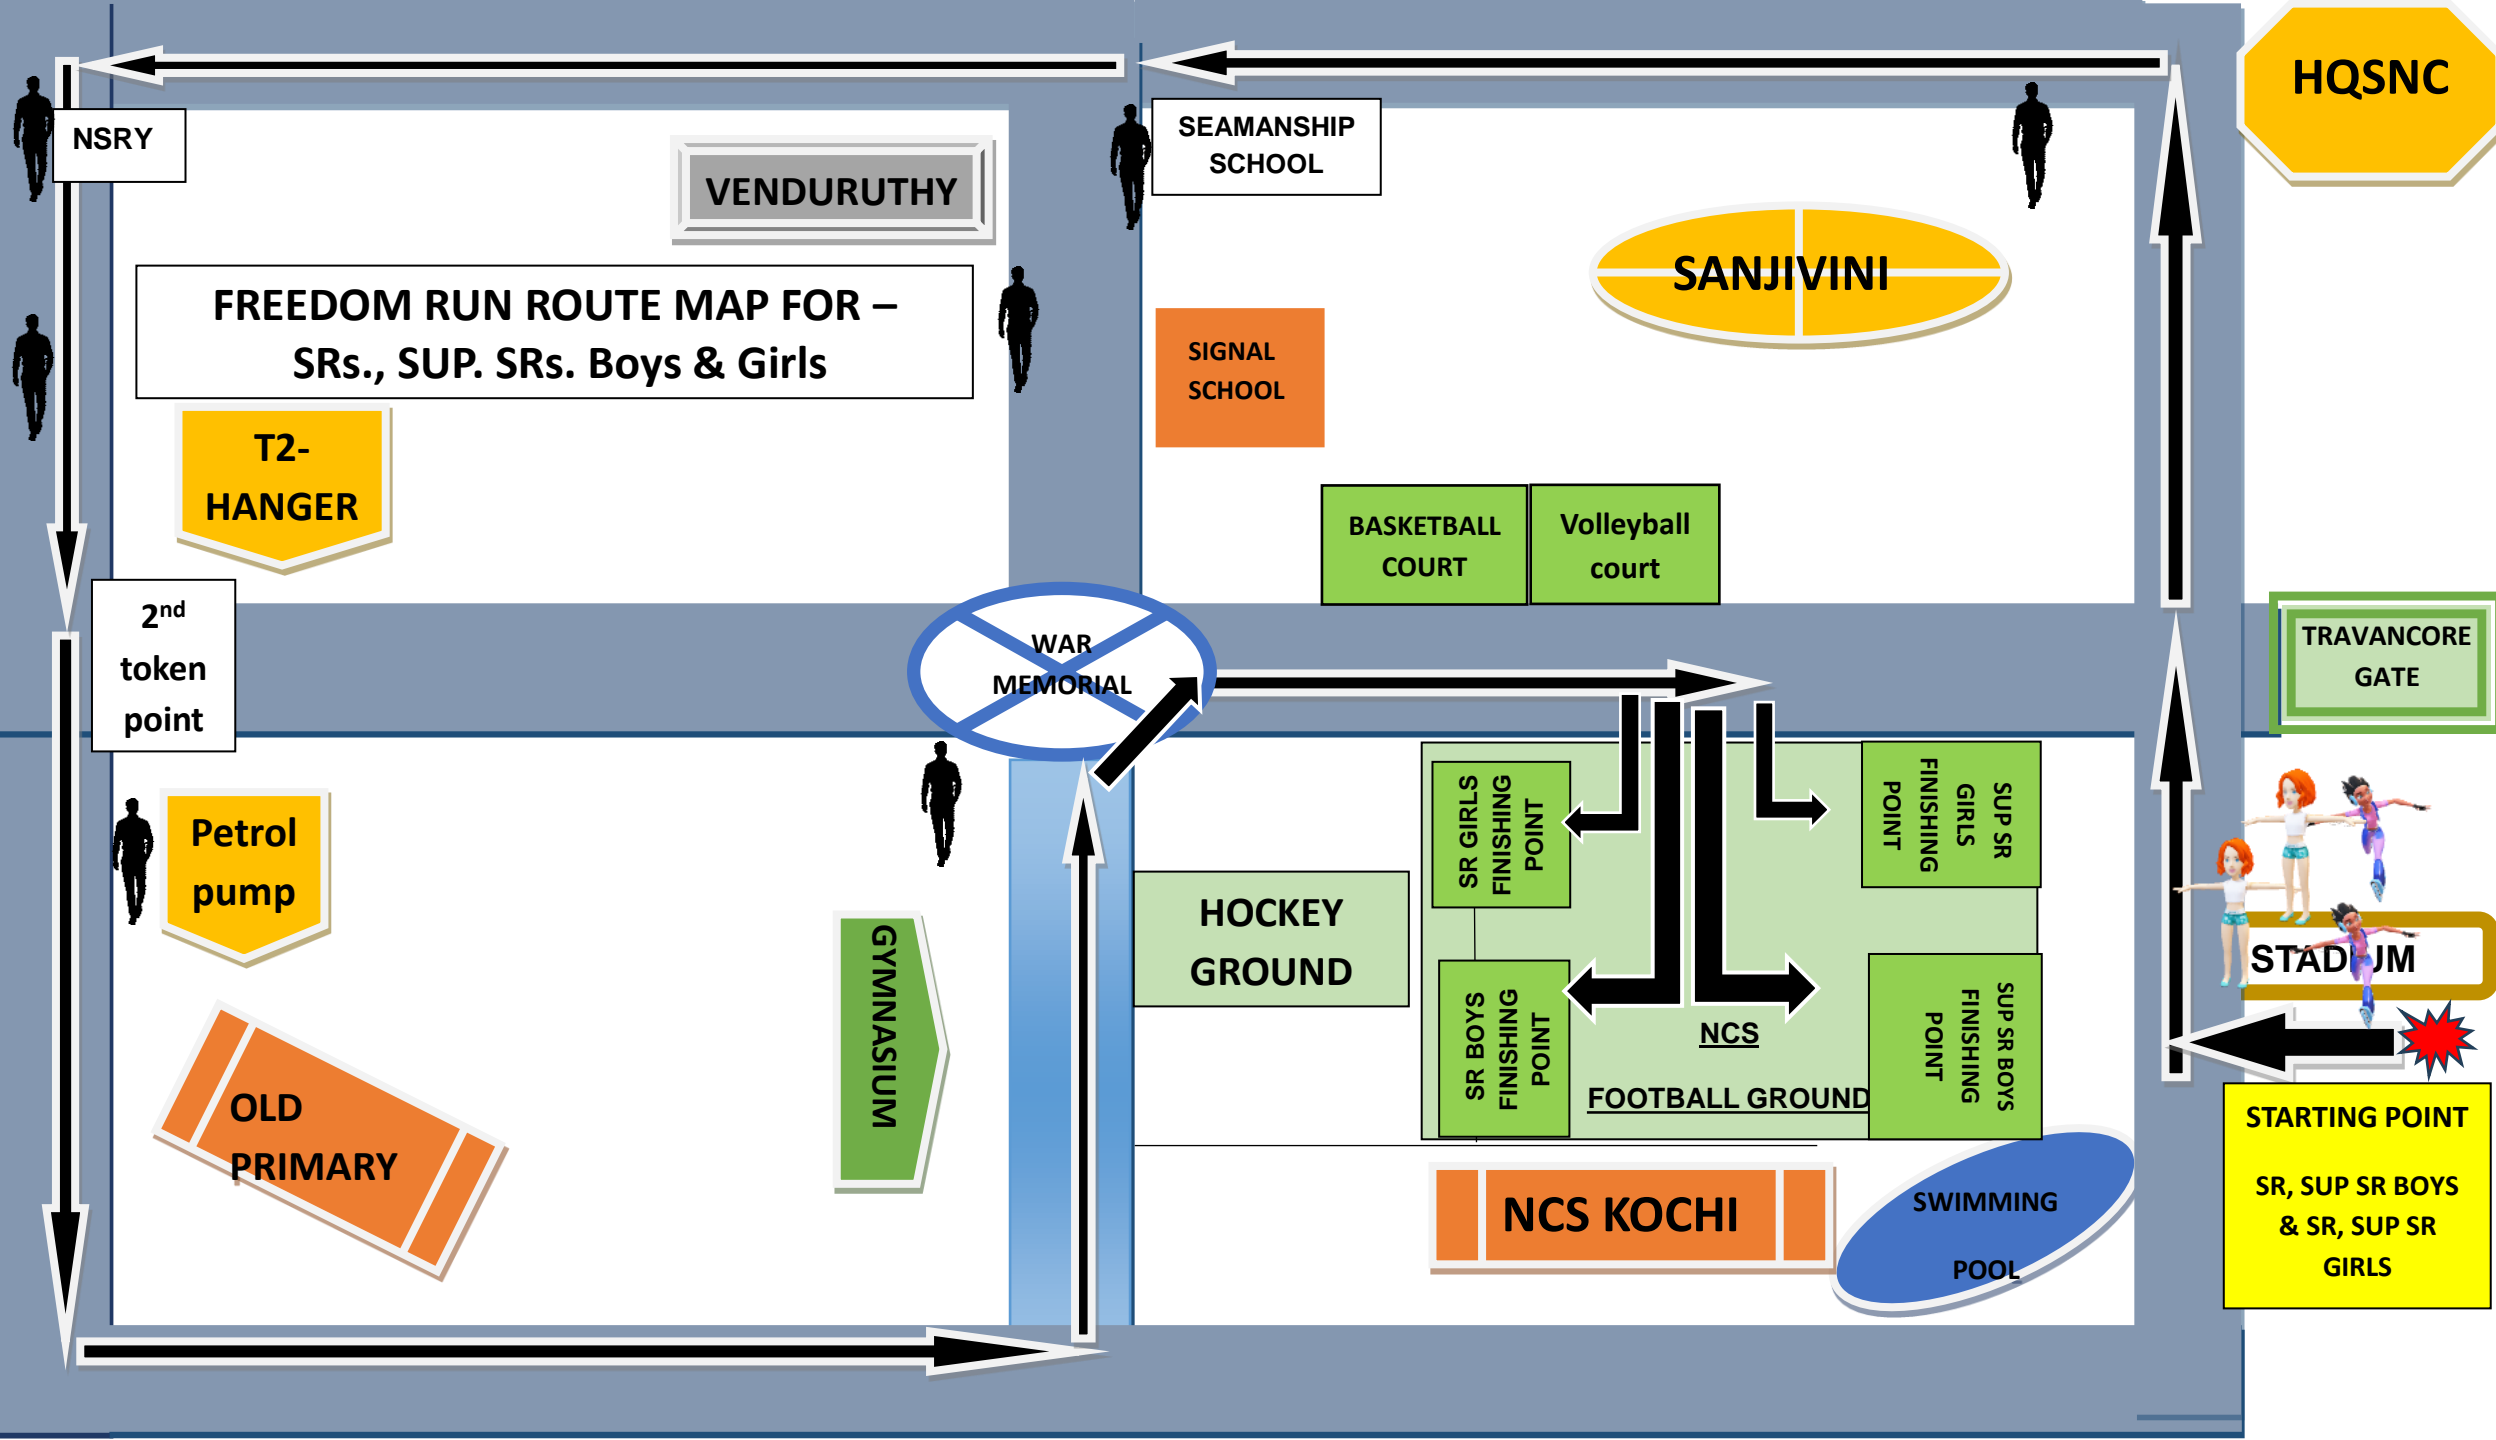 HQSNC
NSRY
SEAMANSHIP
SCHOOL
VENDURUTHY
SANJIVINI
FREEDOM RUN ROUTE MAP FOR –
SRs., SUP. SRs. Boys & Girls
SIGNAL
SCHOOL
T2-
HANGER
BASKETBALL
COURT
Volleyball
court
2nd
token
point
WAR
MEMORIAL
TRAVANCORE
GATE
Petrol
pump
SR GIRLS
FINISHING
POINT
SUP SR
GIRLS
FINISHING
POINT
HOCKEY
GROUND
GYMNASIUM
STADIUM
SR BOYS
FINISHING
POINT
NCS
FOOTBALL GROUND
SUP SR BOYS
FINISHING
POINT
OLD
PRIMARY
NCS KOCHI
SWIMMING
POOL
STARTING POINT
SR, SUP SR BOYS
& SR, SUP SR
GIRLS